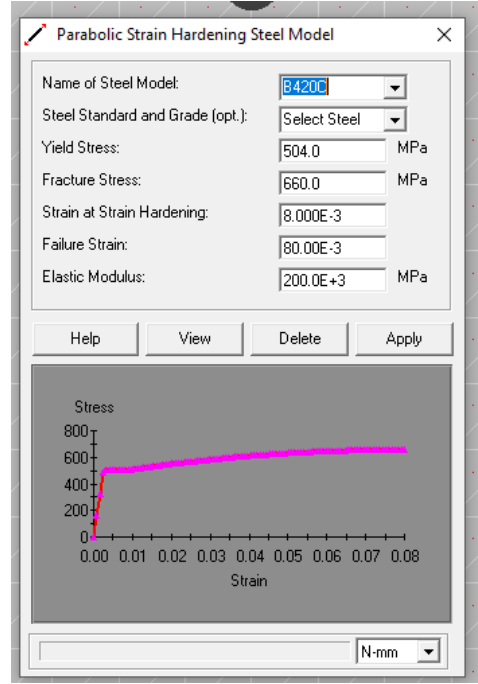 Parabolic Strain Hardening Steel Model
Name of Steel Model: B420C
Steel Standard and Grade (opt.): Select Steel
Yield Stress: 504.0 MPa
Fracture Stress: 660.0 MPa
Strain at Strain Hardening: 8.000E-3
Failure Strain: 80.00E-3
Elastic Modulus: 200.0E+3 MPa
Help View Delete Apply
Stress
800
600
400
200
0
0.00 0.01 0.02 0.03 0.04 0.05 0.06 0.07 0.08
Strain
N-mm